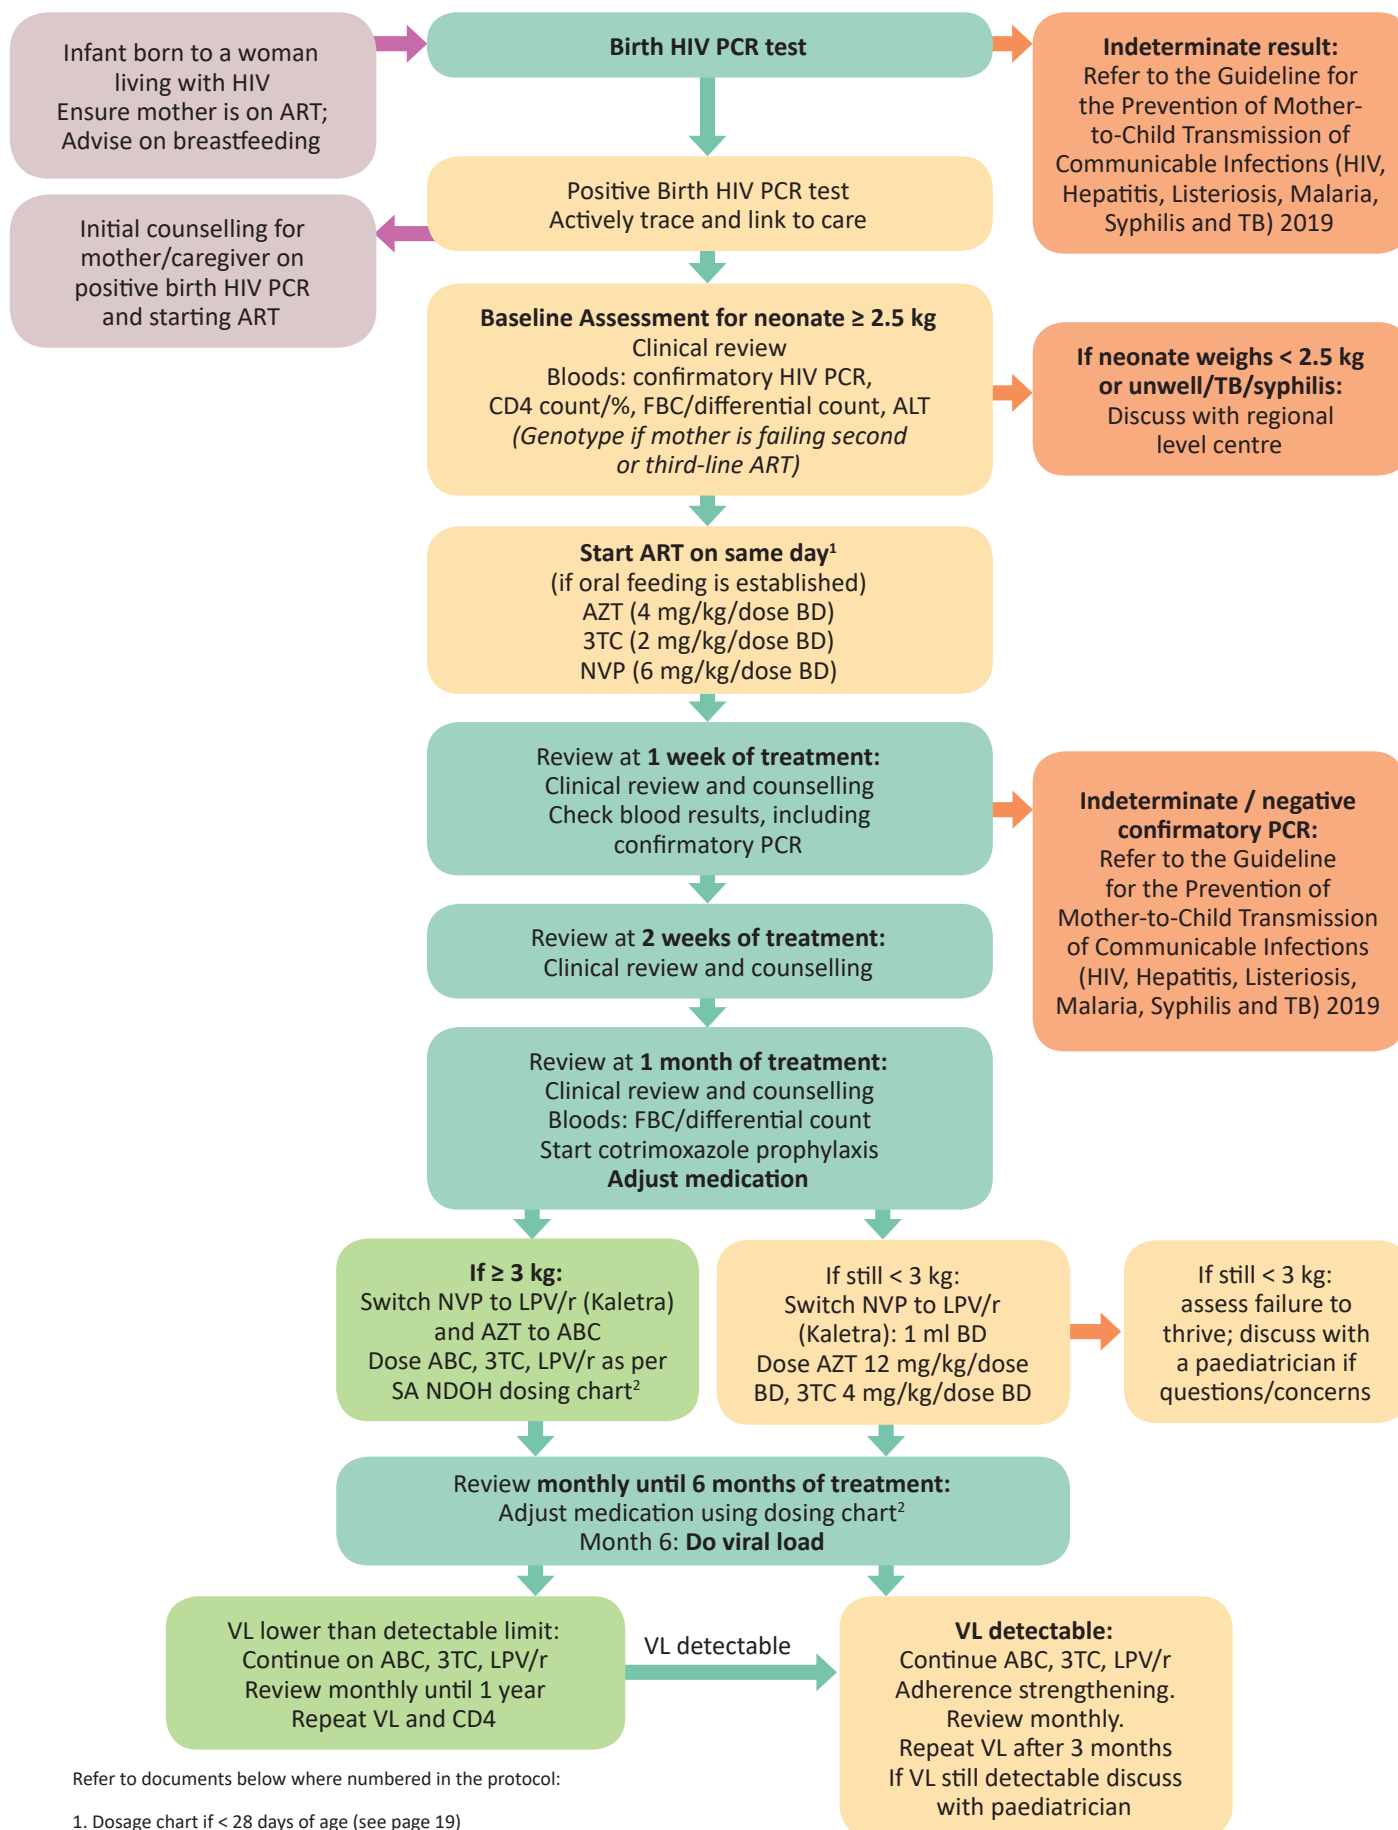 Infant born to a woman
living with HIV
Ensure mother is on ART;
Advise on breastfeeding
Birth HIV PCR test
Indeterminate result:
Refer to the Guideline for
the Prevention of Mother-
to-Child Transmission of
Communicable Infections (HIV,
Hepatitis, Listeriosis, Malaria,
Syphilis and TB) 2019
Positive Birth HIV PCR test
Actively trace and link to care
Initial counselling for
mother/caregiver on
positive birth HIV PCR
and starting ART
Baseline Assessment for neonate ≥ 2.5 kg
Clinical review
Bloods: confirmatory HIV PCR,
CD4 count/%, FBC/differential count, ALT
(Genotype if mother is failing second
or third-line ART)
If neonate weighs < 2.5 kg
or unwell/TB/syphilis:
Discuss with regional
level centre
Start ART on same day1
(if oral feeding is established)
AZT (4 mg/kg/dose BD)
3TC (2 mg/kg/dose BD)
NVP (6 mg/kg/dose BD)
Review at 1 week of treatment:
Clinical review and counselling
Check blood results, including
confirmatory PCR
Indeterminate / negative
confirmatory PCR:
Refer to the Guideline
for the Prevention of
Mother-to-Child Transmission
of Communicable Infections
(HIV, Hepatitis, Listeriosis,
Malaria, Syphilis and TB) 2019
Review at 2 weeks of treatment:
Clinical review and counselling
Review at 1 month of treatment:
Clinical review and counselling
Bloods: FBC/differential count
Start cotrimoxazole prophylaxis
Adjust medication
If ≥ 3 kg:
Switch NVP to LPV/r (Kaletra)
and AZT to ABC
Dose ABC, 3TC, LPV/r as per
SA NDOH dosing chart2
If still < 3 kg:
Switch NVP to LPV/r
(Kaletra): 1 ml BD
Dose AZT 12 mg/kg/dose
BD, 3TC 4 mg/kg/dose BD
If still < 3 kg:
assess failure to
thrive; discuss with
a paediatrician if
questions/concerns
Review monthly until 6 months of treatment:
Adjust medication using dosing chart2
Month 6: Do viral load
VL lower than detectable limit:
Continue on ABC, 3TC, LPV/r
Review monthly until 1 year
Repeat VL and CD4
VL detectable
VL detectable:
Continue ABC, 3TC, LPV/r
Adherence strengthening.
Review monthly.
Repeat VL after 3 months
If VL still detectable discuss
with paediatrician
Refer to documents below where numbered in the protocol:
1. Dosage chart if < 28 days of age (see page 19)